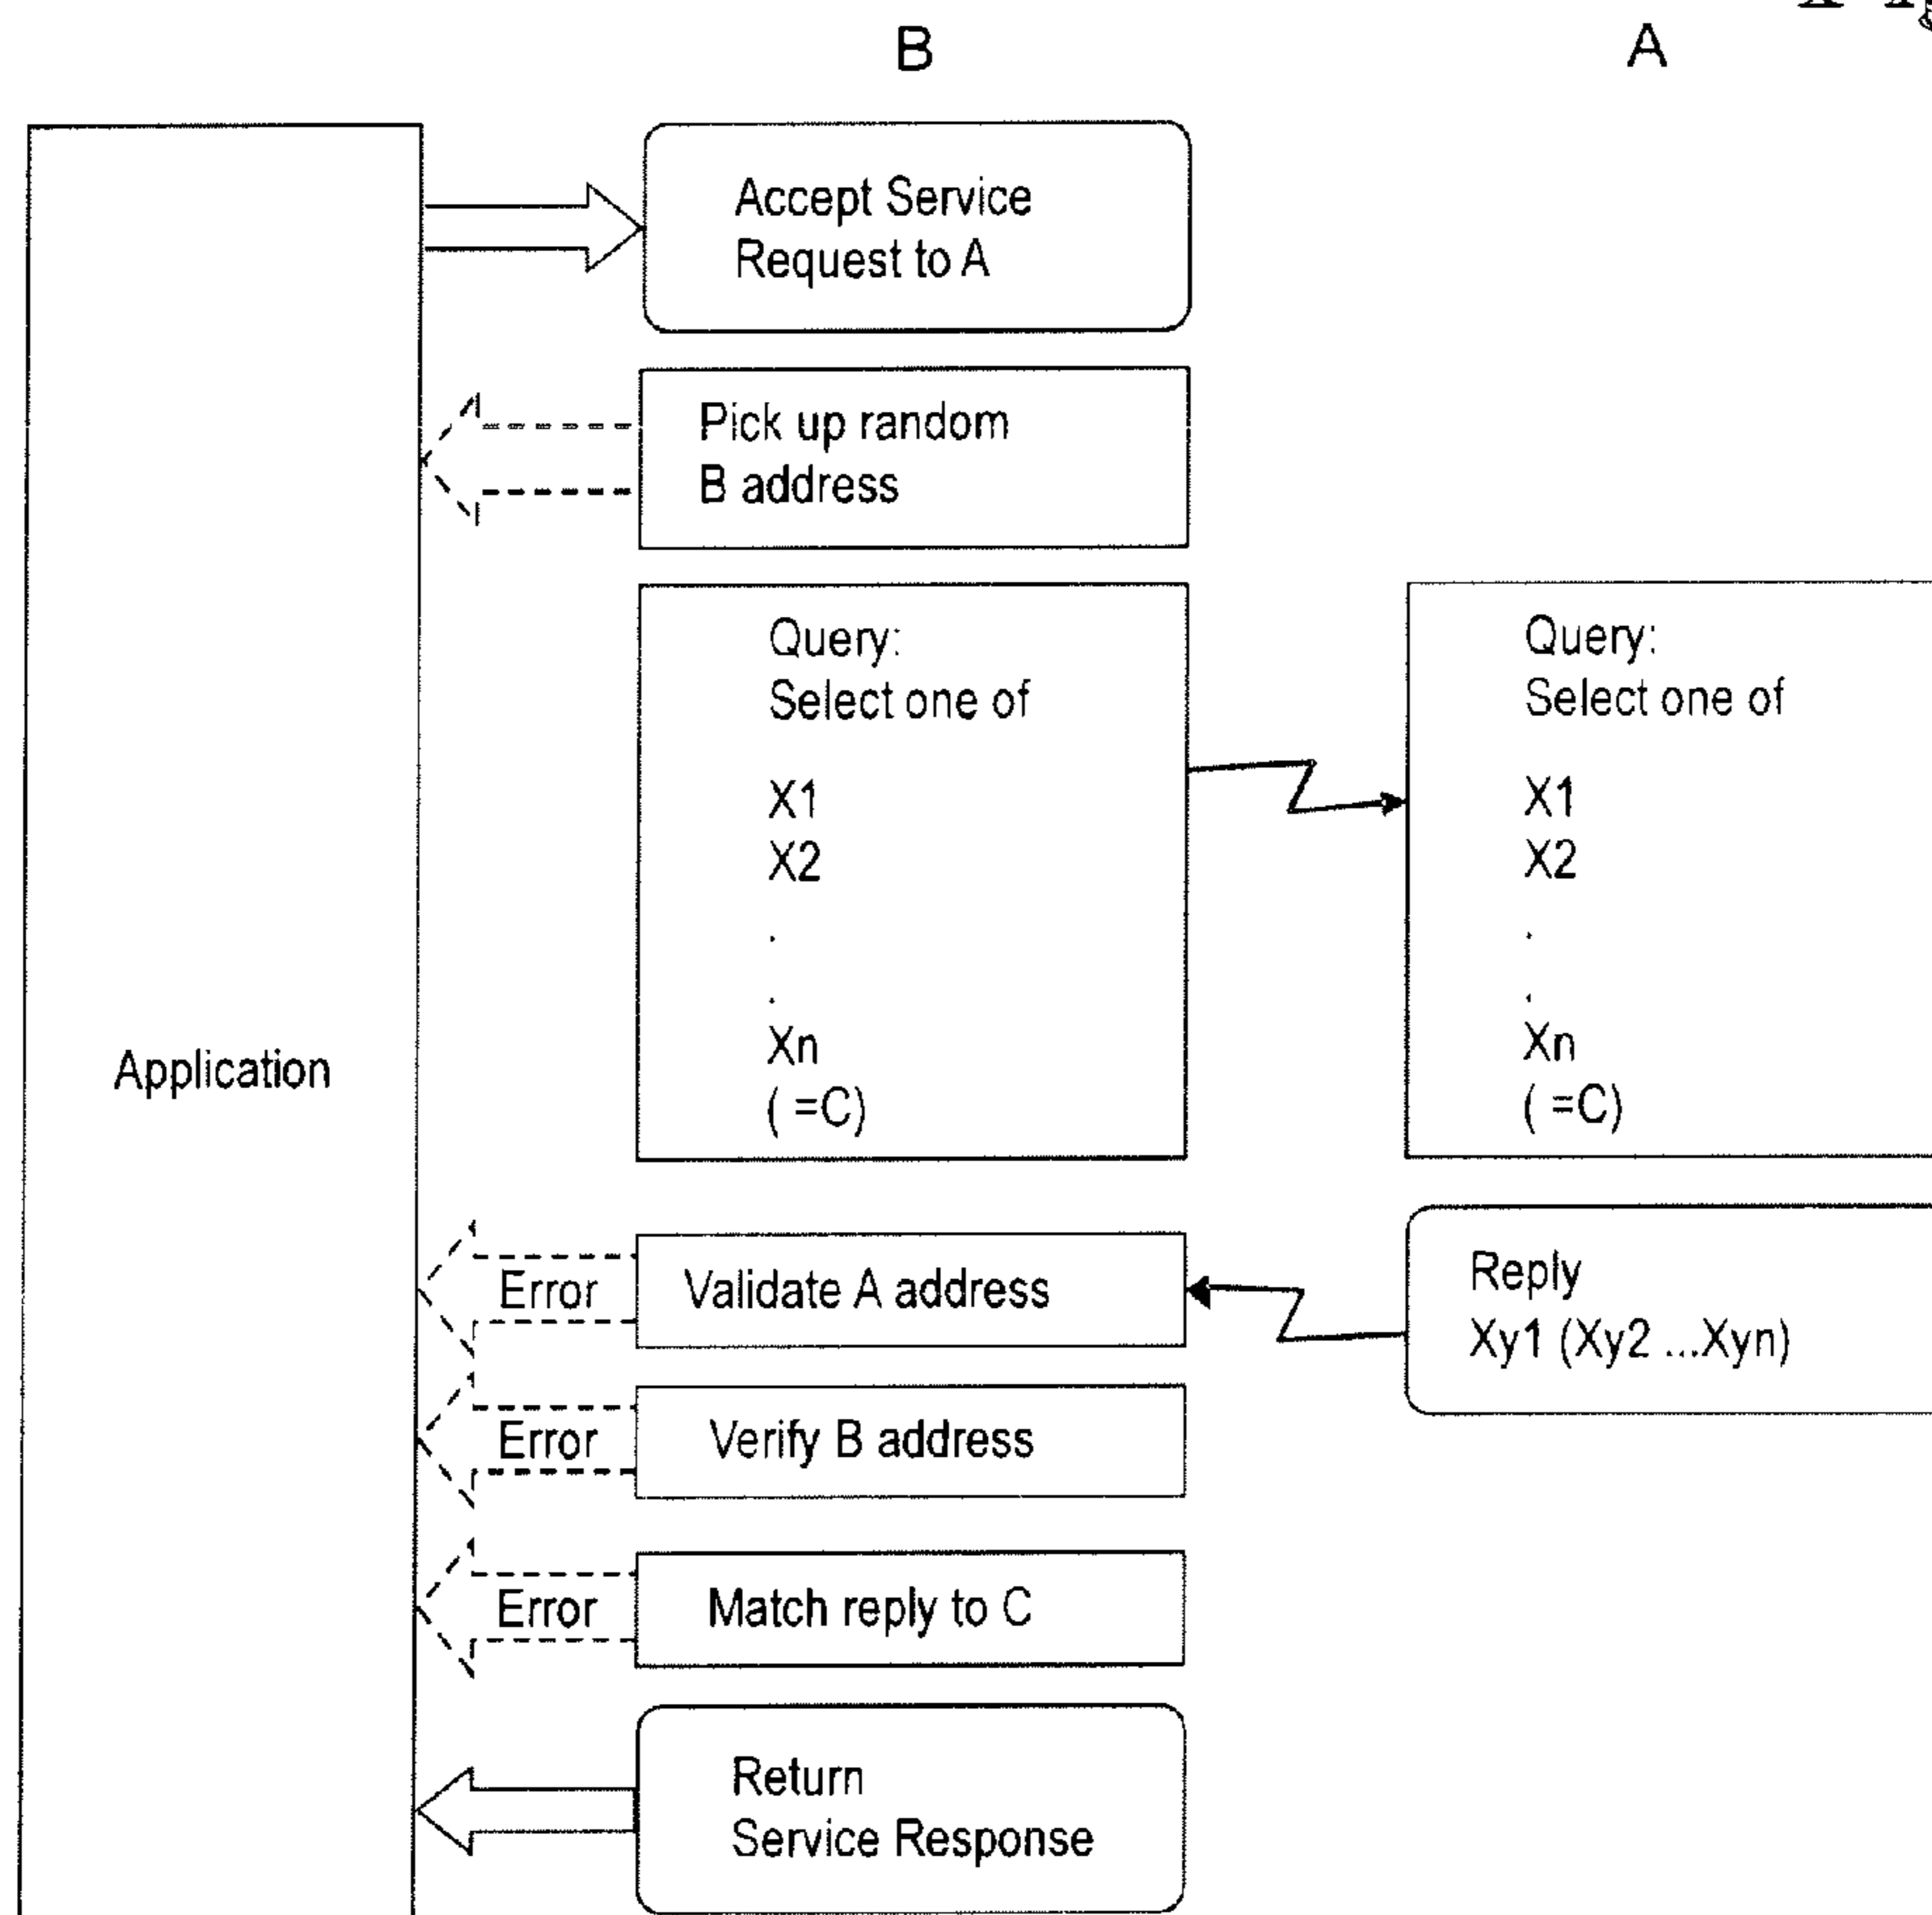 B
A
Accept Service
Request to A
Pick up random
B address
Query:
Select one of
X1
X2
.
.
Xn
( =C)
Query:
Select one of
X1
X2
.
.
Xn
( =C)
Application
Error
Validate A address
Reply
Xy1 (Xy2 ...Xyn)
Error
Verify B address
Error
Match reply to C
Return
Service Response